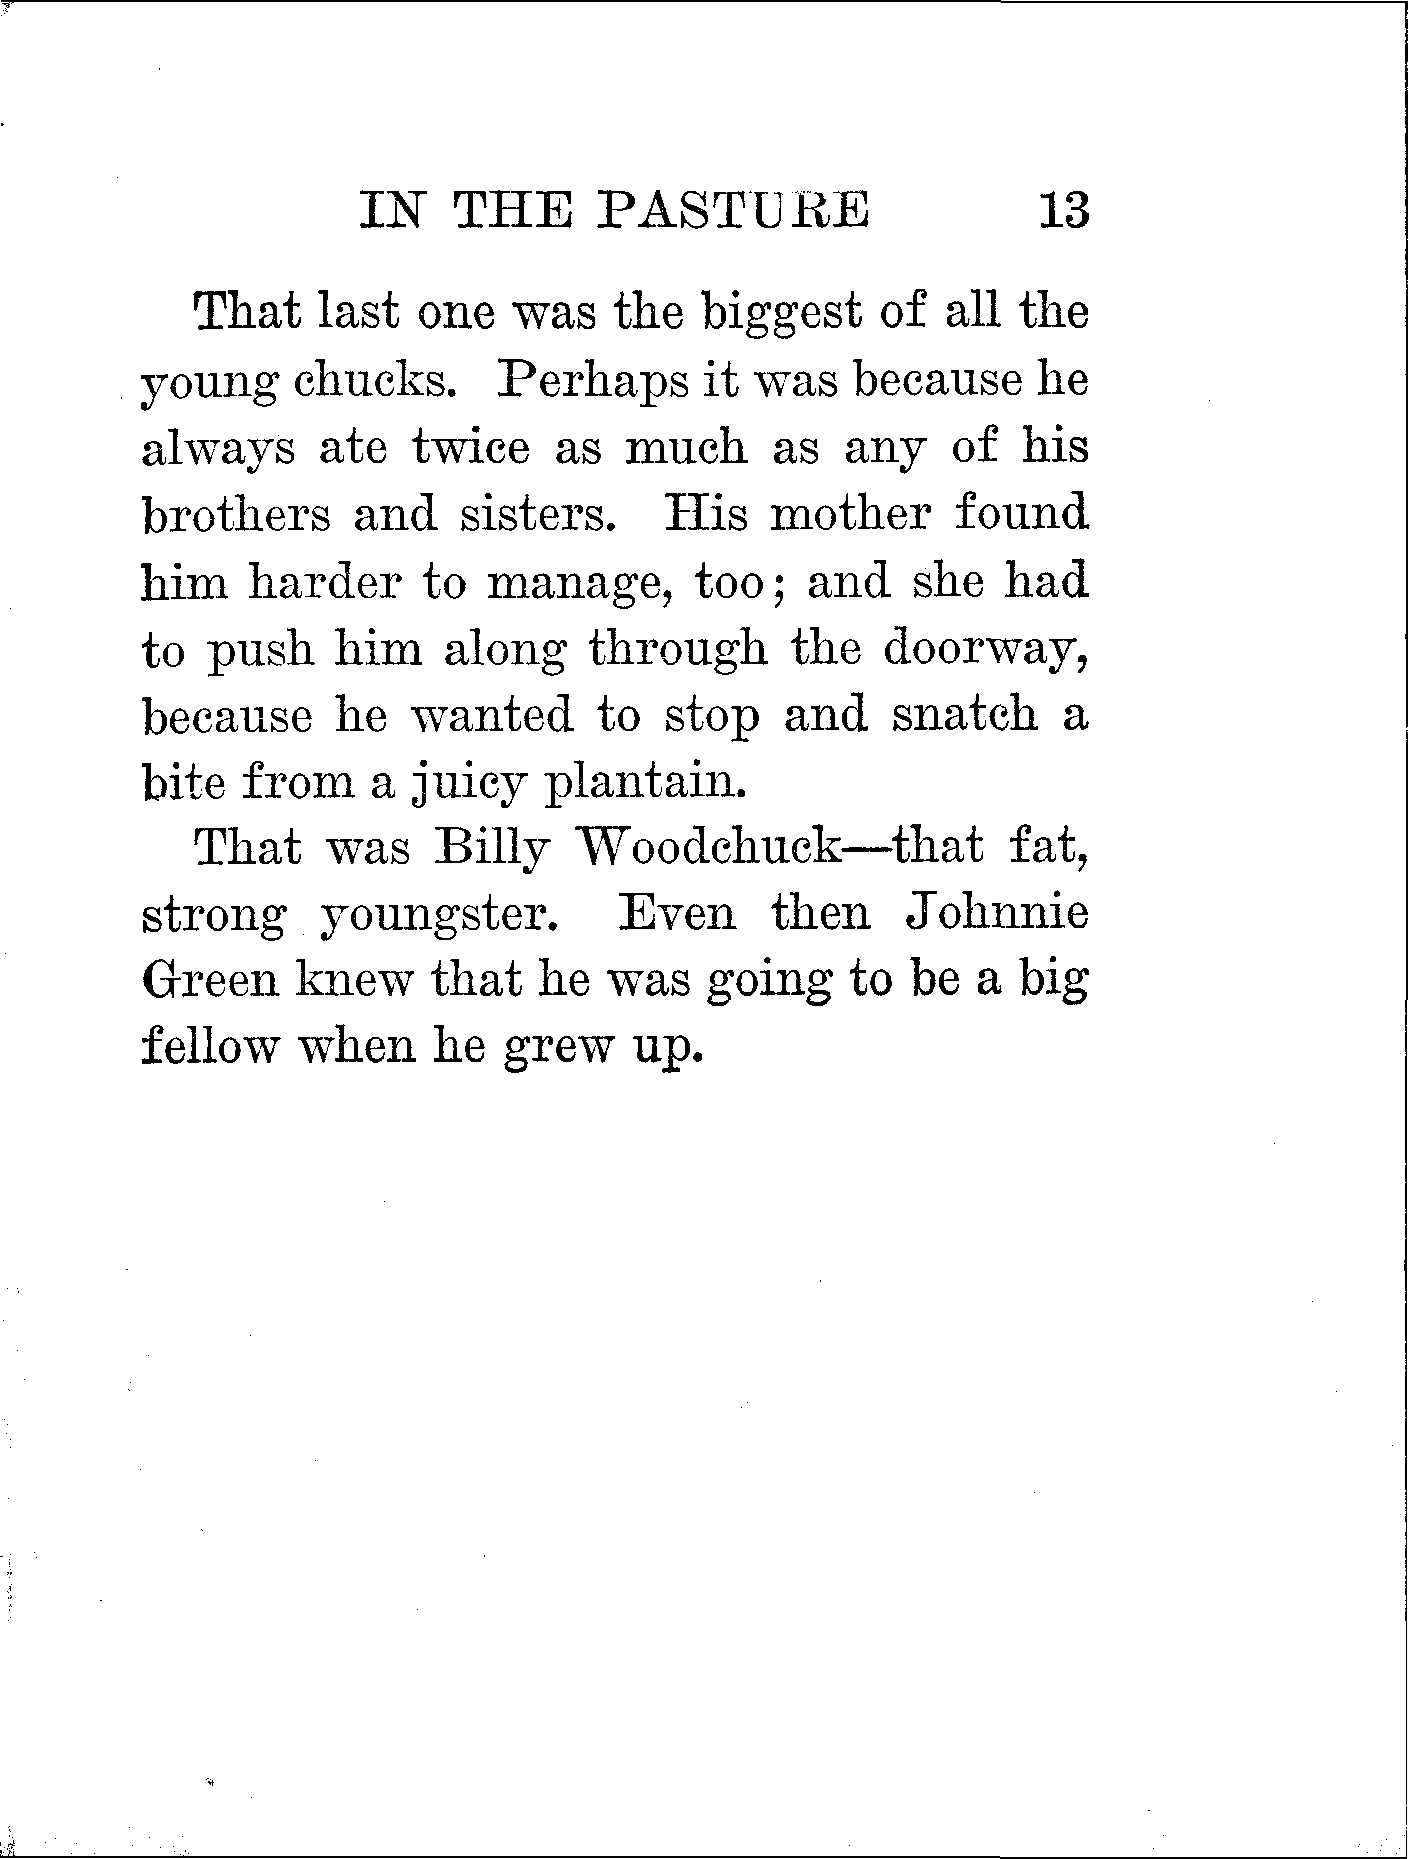 IN THE PASTURE 13
That last one was the biggest of all the
young chucks. Perhaps it was because he
always ate twice as much as any of his
brothers and sisters. His mother found
him harder to manage, too; and she had
to push him along through the doorway,
because he wanted to stop and snatch a
bite from a juicy plantain.
That was Billy Woodchuck—that fat,
strong youngster. Even then Johnnie
Green knew that he was going to be a big
fellow when he grew up.